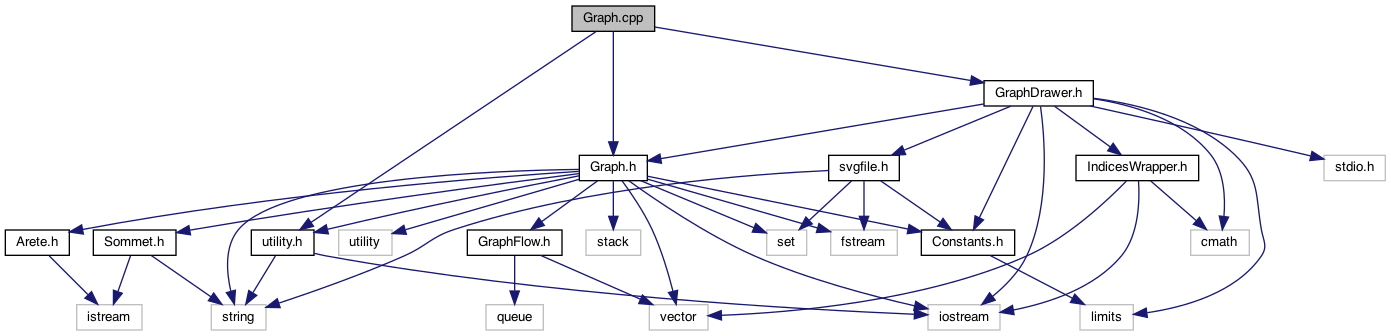 Graph.cpp
GraphDrawer.h
Graph.h
svgfile.h
IndicesWrapper.h
stdio.h
Arete.h
Sommet.h
utility.h
utility
GraphFlow.h
stack
set
fstream
Constants.h
cmath
istream
string
queue
vector
iostream
limits